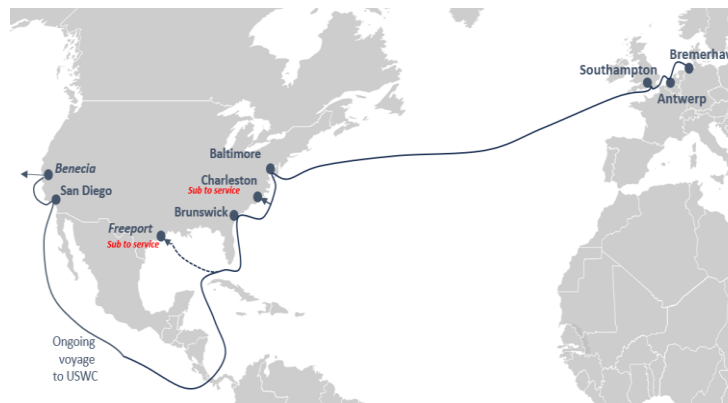 Bremerhav
Southampton
Antwerp
Baltimore
Benecia
Charleston
Sub to service
San Diego
Brunswick
Freeport
Sub to service
Ongoing
voyage
to USWC